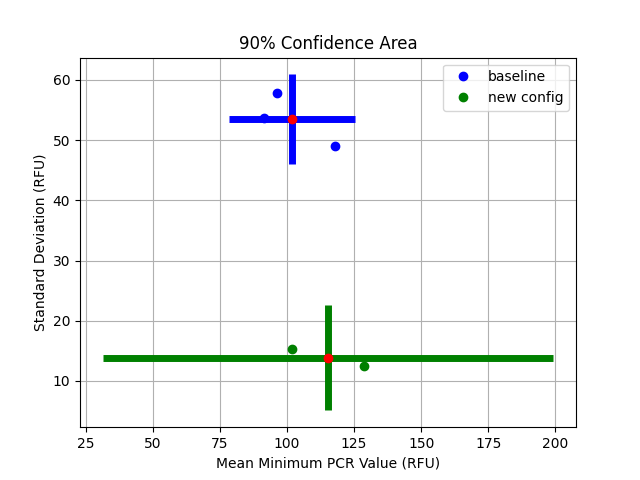 90% Confidence Area
baseline
new config
60
50
40
30
20
10
Standard Deviation (RFU)
25
50
75
100
125
150
175
200
Mean Minimum PCR Value (RFU)